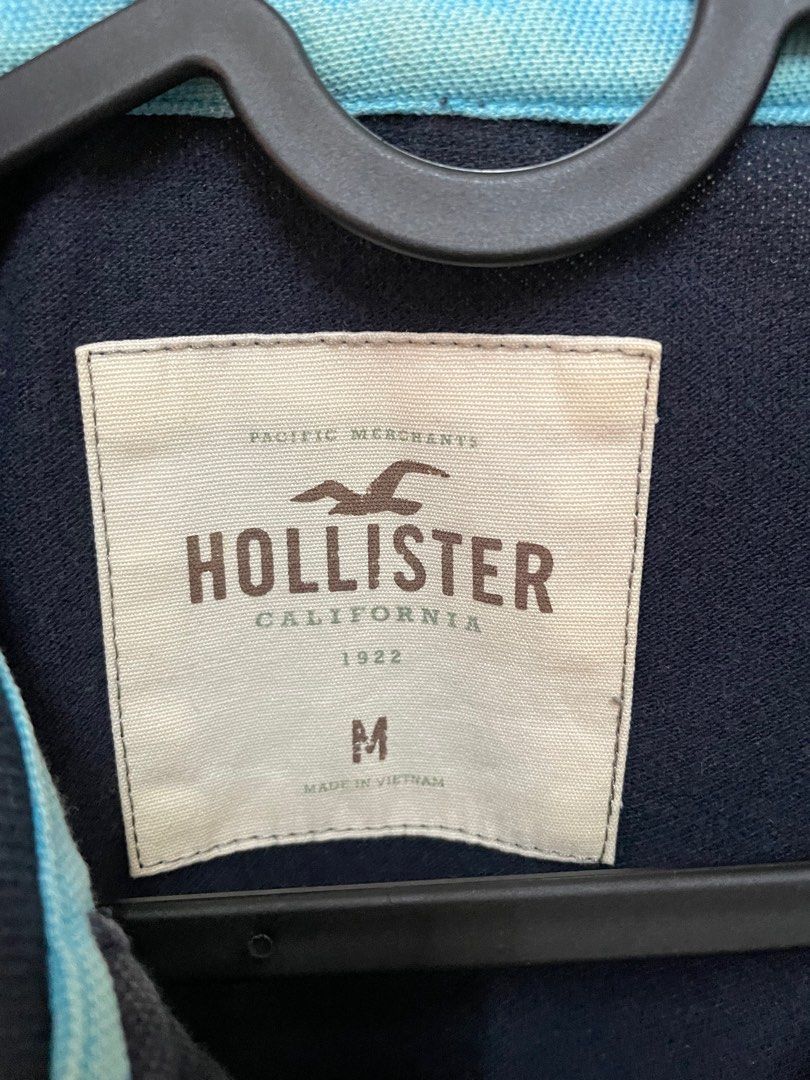 PACIFIC MERCHANTS
HOLLISTER
CALIFORNIA
1922
M
MADE IN VIETNAM